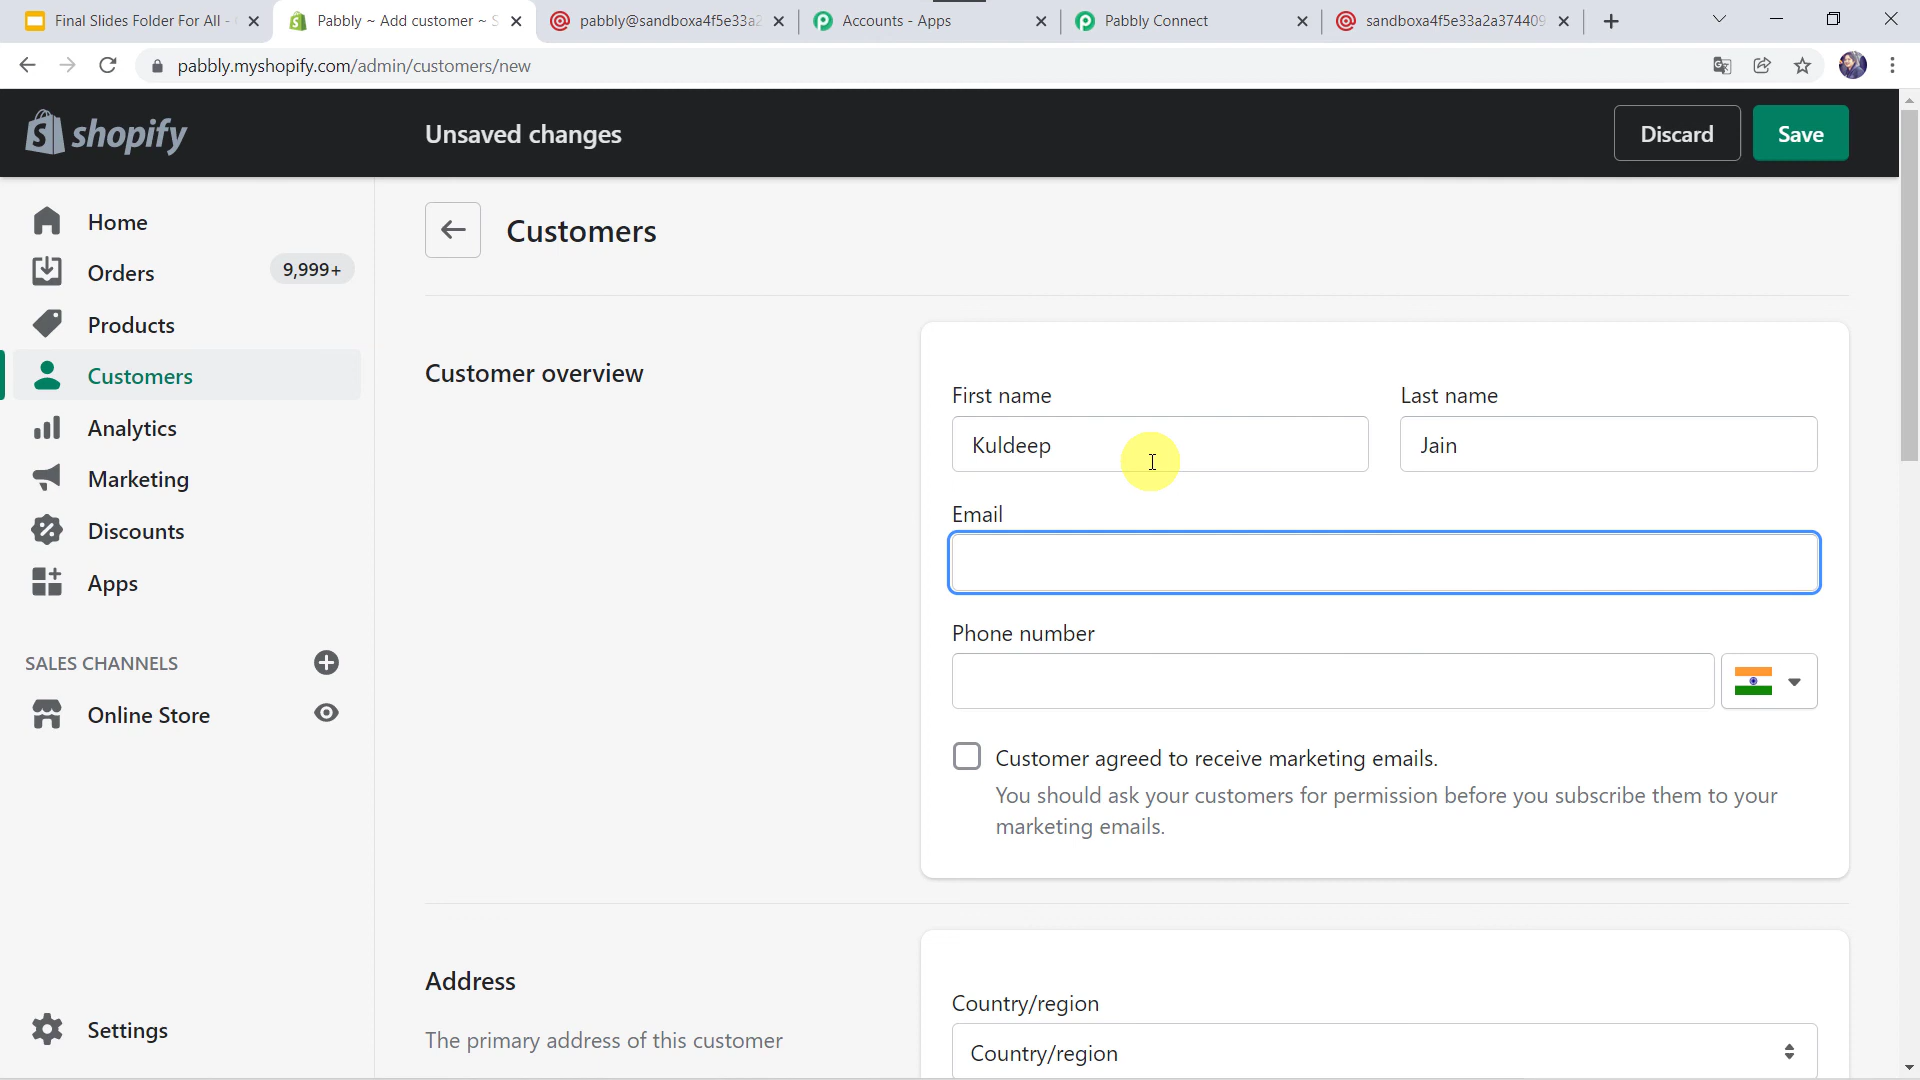 Final Slides Folder For All -
Pabbly ~ Add customer ~ S
pabbly@sandboxa4f5e33a2
Accounts - Apps
Pabbly Connect
sandboxa4f5e33a2a374409
pabbly.myshopify.com/admin/customers/new
shopify
Unsaved changes
Discard
Save
Home
Orders
9,999+
Products
Customers
Analytics
Marketing
Discounts
Apps
SALES CHANNELS
Online Store
Settings
Customers
Customer overview
First name
Last name
Kuldeep
Jain
Email
Phone number
Customer agreed to receive marketing emails.
You should ask your customers for permission before you subscribe them to your
marketing emails.
Address
The primary address of this customer
Country/region
Country/region